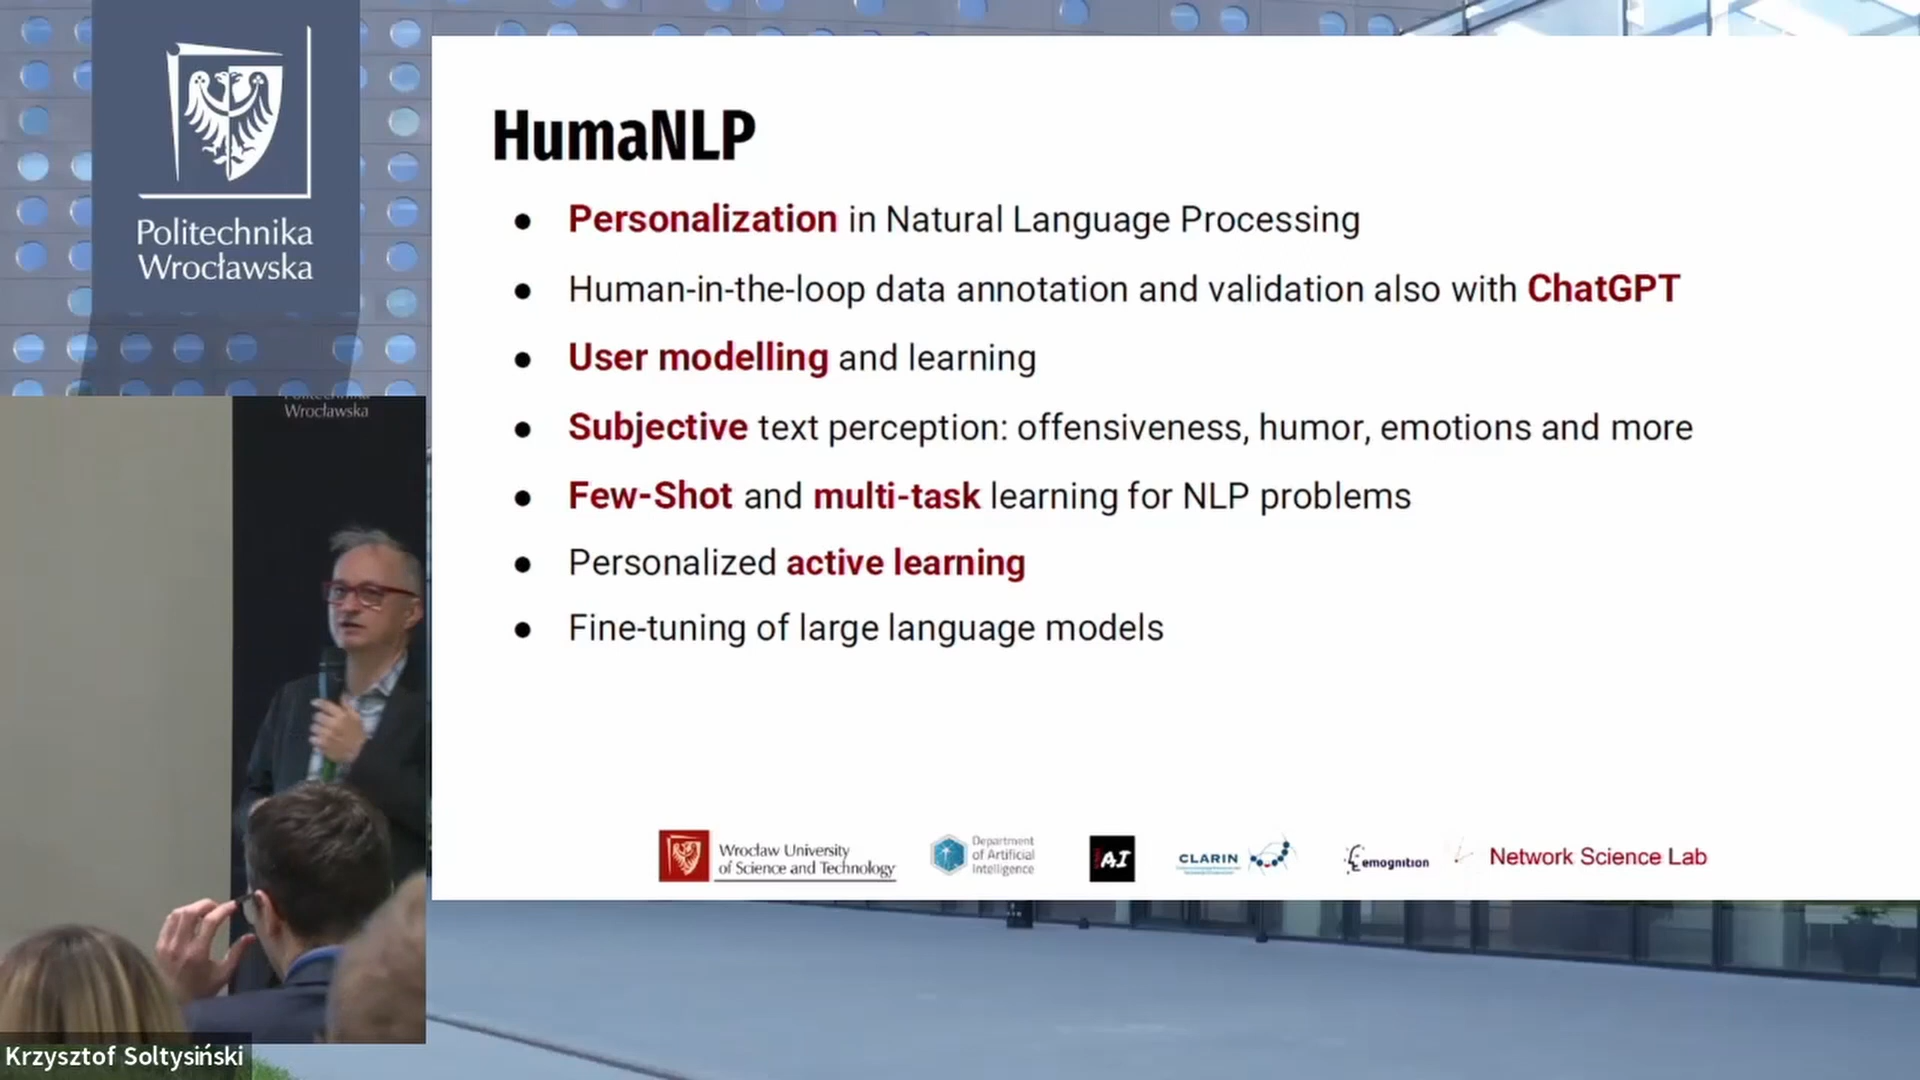 Politechnika
Wrocławska
HumaNLP
Personalization in Natural Language Processing
Human-in-the-loop data annotation and validation also with ChatGPT
User modelling and learning
Subjective text perception: offensiveness, humor, emotions and more
Few-Shot and multi-task learning for NLP problems
Personalized active learning
Fine-tuning of large language models
Wrocław University
of Science and Technology
Department
of Artificial
Intelligence
AI
CLARIN
emognition
Network Science Lab
Wrocławska
Krzysztof Soltysiński